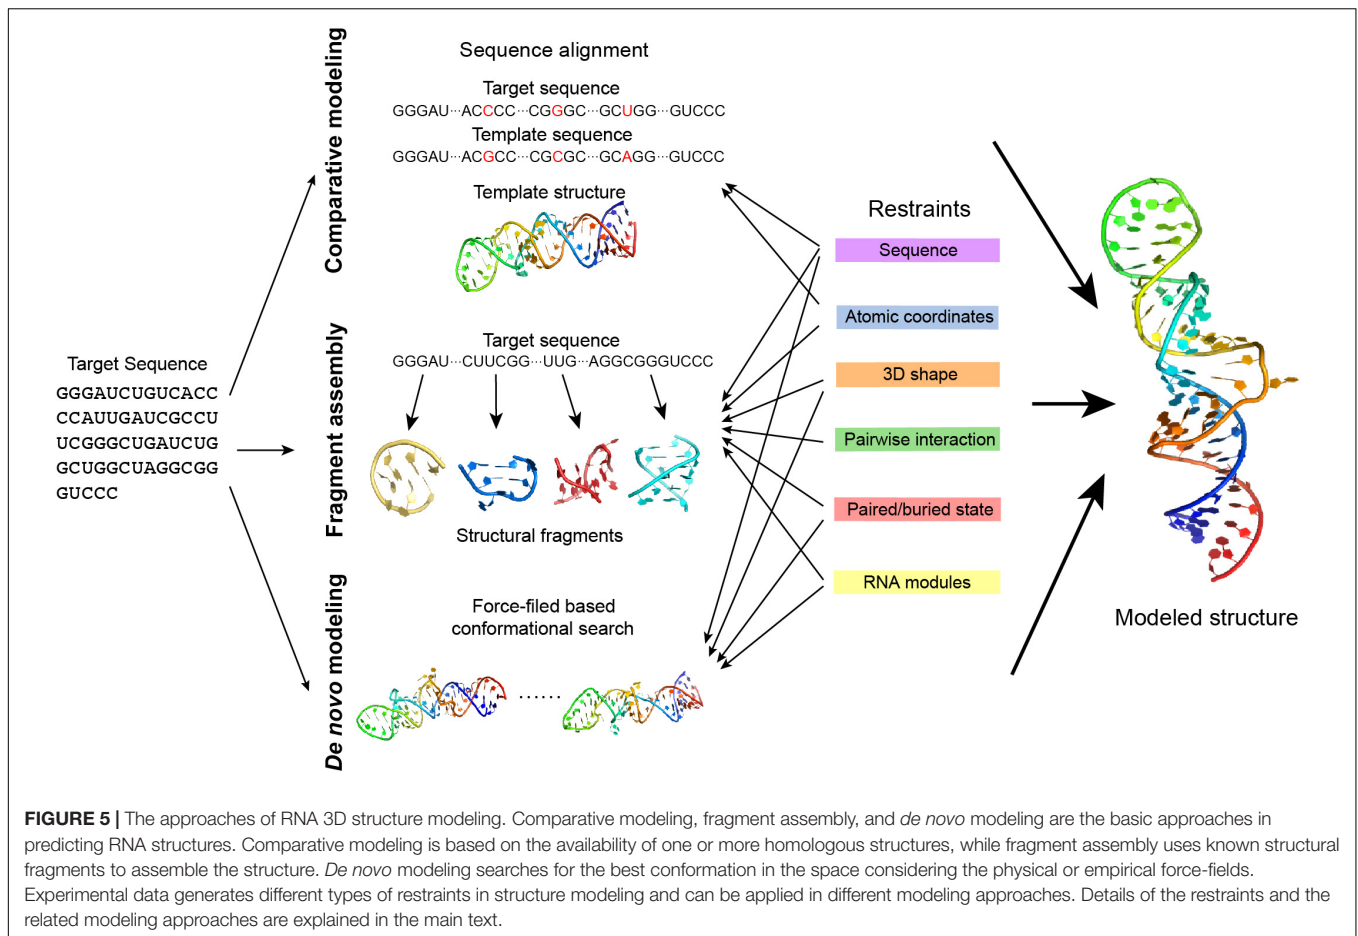 Comparative modeling
Sequence alignment
Target sequence
GGGAU···ACCCC···CGGGC···GCUGG···GUCCC
Template sequence
GGGAU···ACGCC···CGCGC···GCAGG···GUCCC
Template structure
Target Sequence
GGGAUCUGUCACC
CCAUUGAUCGCCU
UCGGGCUGAUCUG
GCUGGCUAGGCGG
GUCCC
Fragment assembly
Target sequence
GGGAU···CUUCGG···UUG···AGGCGGGUCCC
Structural fragments
De novo modeling
Force-filed based
conformational search
······
Restraints
Sequence
Atomic coordinates
3D shape
Pairwise interaction
Paired/buried state
RNA modules
Modeled structure
FIGURE 5 | The approaches of RNA 3D structure modeling. Comparative modeling, fragment assembly, and de novo modeling are the basic approaches in
predicting RNA structures. Comparative modeling is based on the availability of one or more homologous structures, while fragment assembly uses known structural
fragments to assemble the structure. De novo modeling searches for the best conformation in the space considering the physical or empirical force-fields.
Experimental data generates different types of restraints in structure modeling and can be applied in different modeling approaches. Details of the restraints and the
related modeling approaches are explained in the main text.